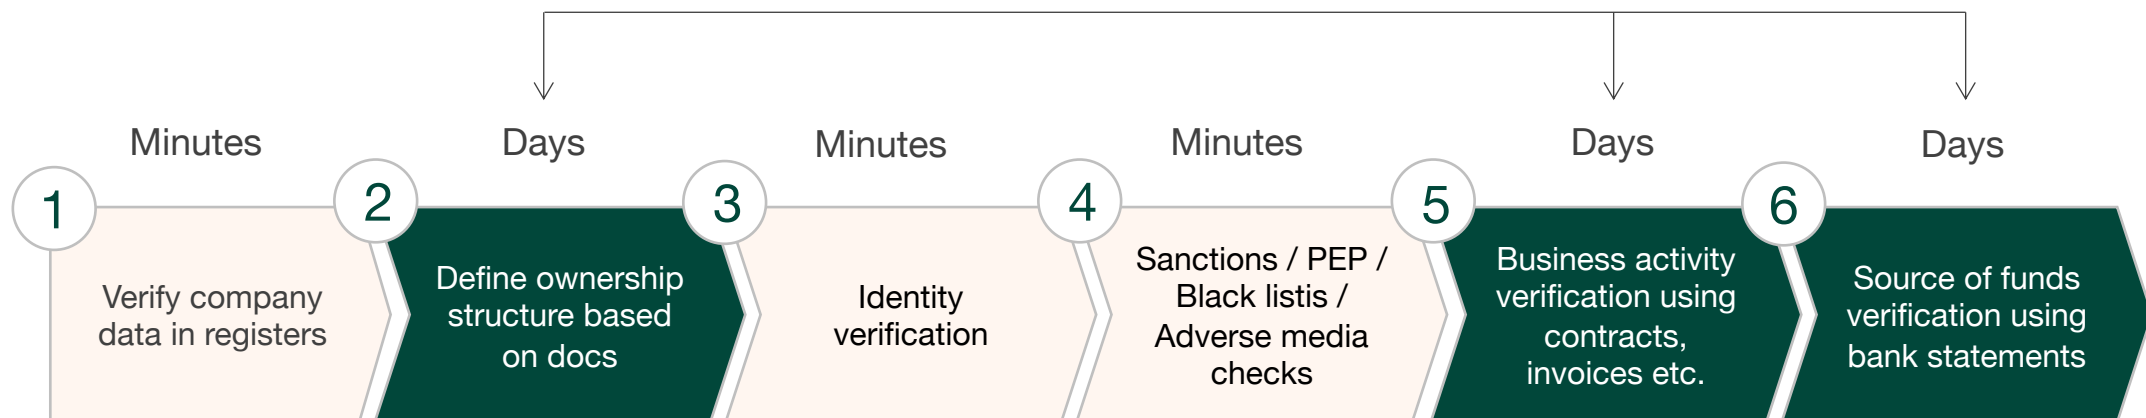 Minutes
Days
Minutes
Minutes
Days
Days
1
2
3
4
5
6
Verify company
data in registers
Define ownership
structure based
on docs
Identity
verification
Sanctions / PEP /
Black listis /
Adverse media
checks
Business activity
verification using
contracts,
invoices etc.
Source of funds
verification using
bank statements